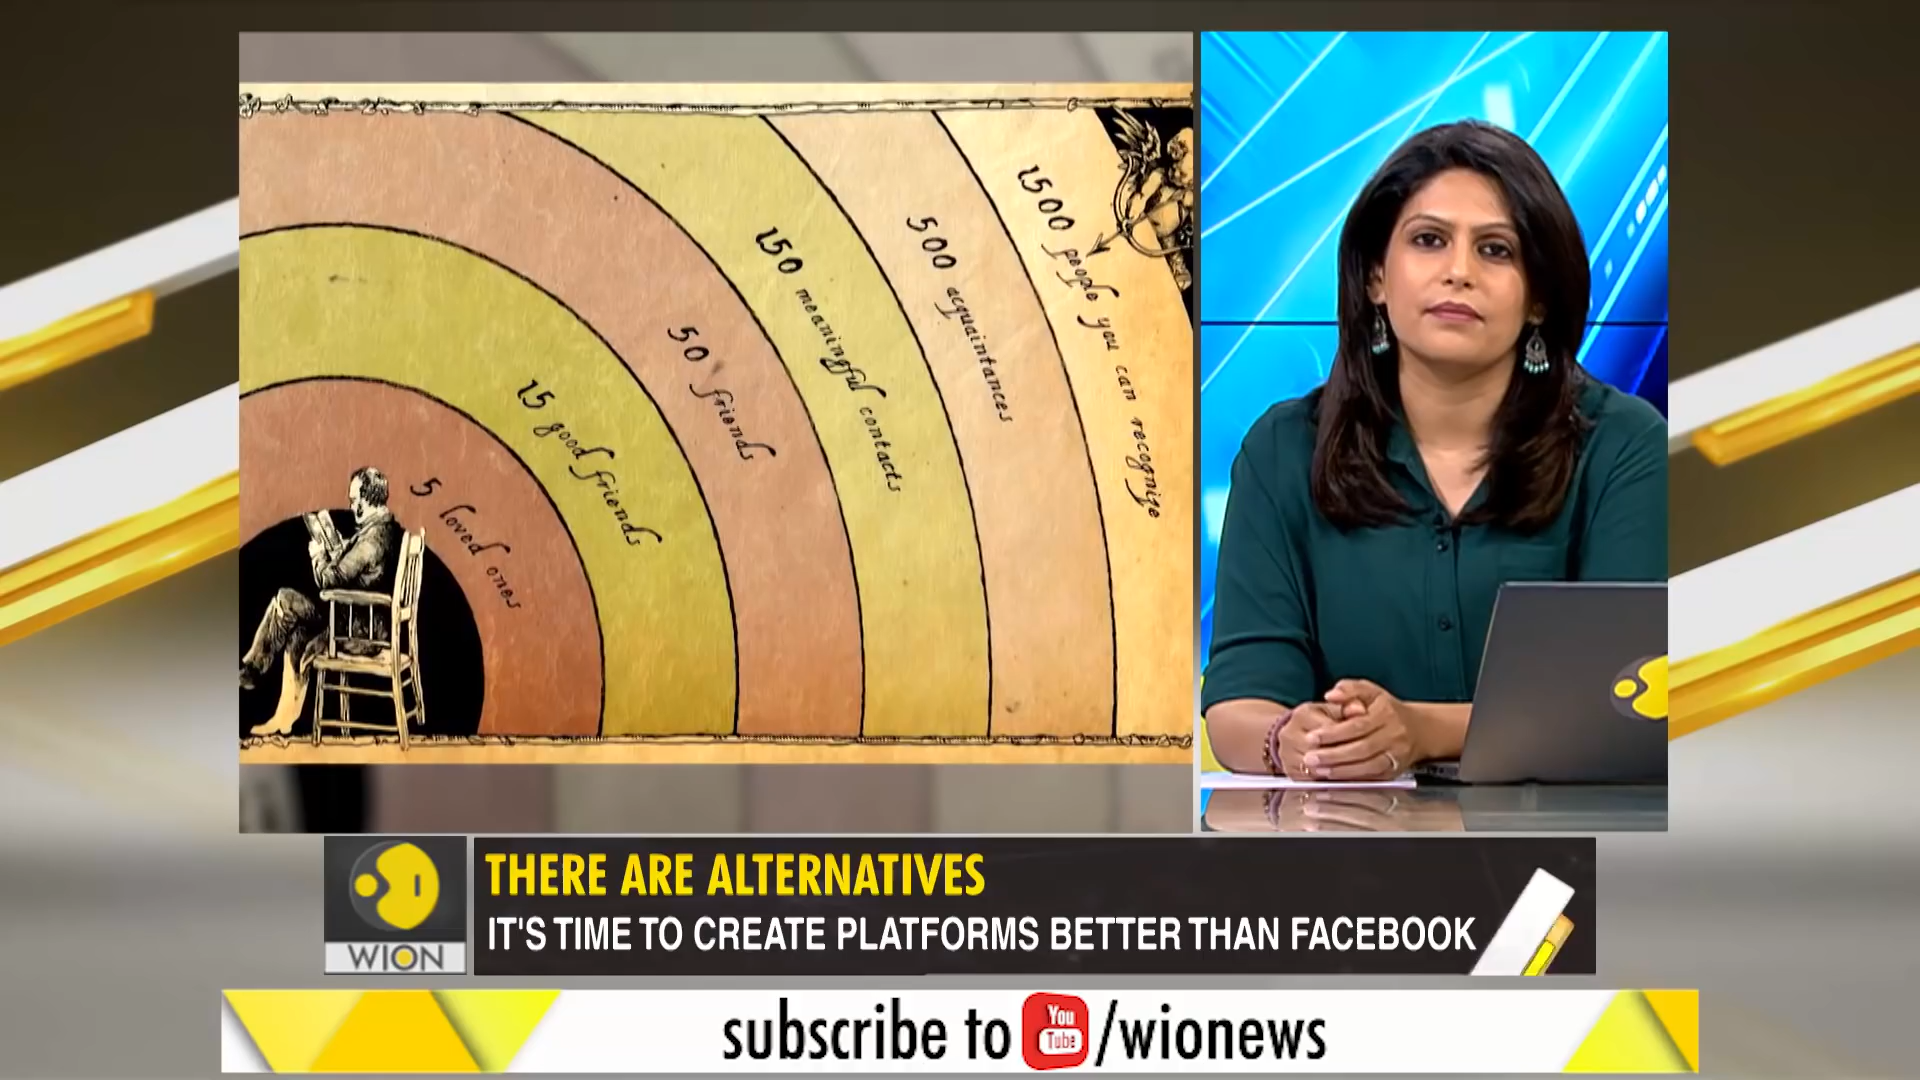 5 loved ones
15 good friends
50 friends
150 meaningful contacts
500 acquaintances
1500 people you can recognize
THERE ARE ALTERNATIVES
IT'S TIME TO CREATE PLATFORMS BETTER THAN FACEBOOK
WION
subscribe to You Tube /wionews